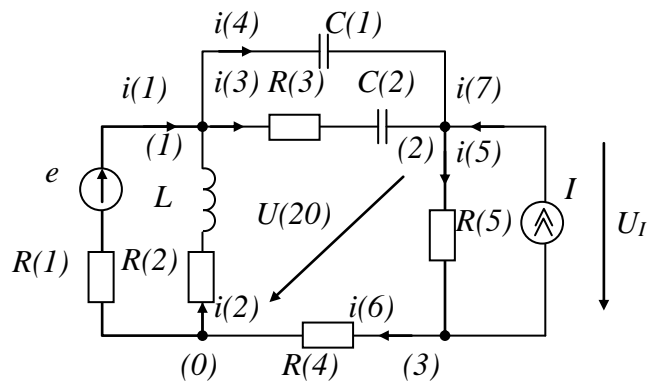 i(4) C(1)
i(1) i(3) R(3) C(2) i(7)
(1) (2) i(5)
e L I
U(20) R(5) U_I
R(1) R(2)
i(2) i(6)
(0) R(4) (3)